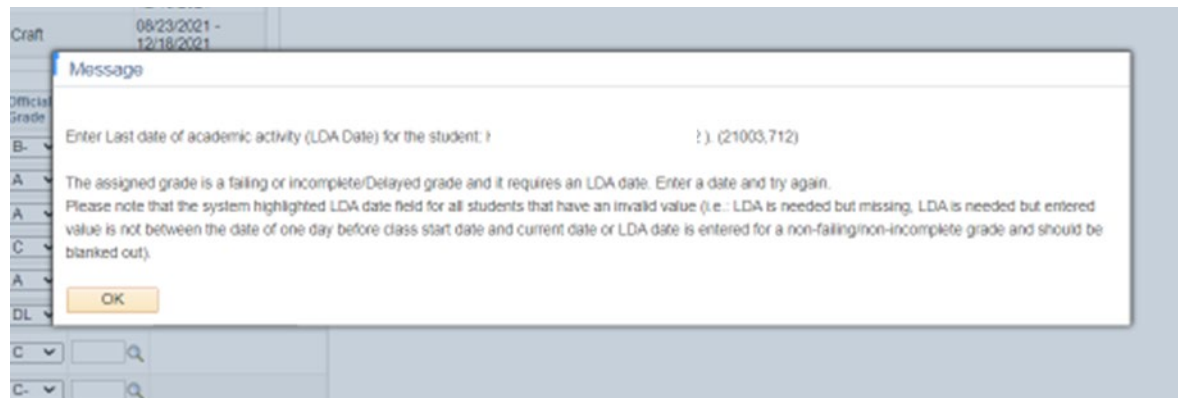 Craft
08/23/2021 -
12/18/2021
Message
Official
Grade
Enter Last date of academic activity (LDA Date) for the student: 2 ). (21003,712)
B-
The assigned grade is a failing or incomplete/Delayed grade and it requires an LDA date. Enter a date and try again.
A
Please note that the system highlighted LDA date field for all students that have an invalid value (i.e.: LDA is needed but missing, LDA is needed but entered
A
value is not between the date of one day before class start date and current date or LDA date is entered for a non-failing/non-incomplete grade and should be
C
blanked out).
A
OK
DL
C
C-